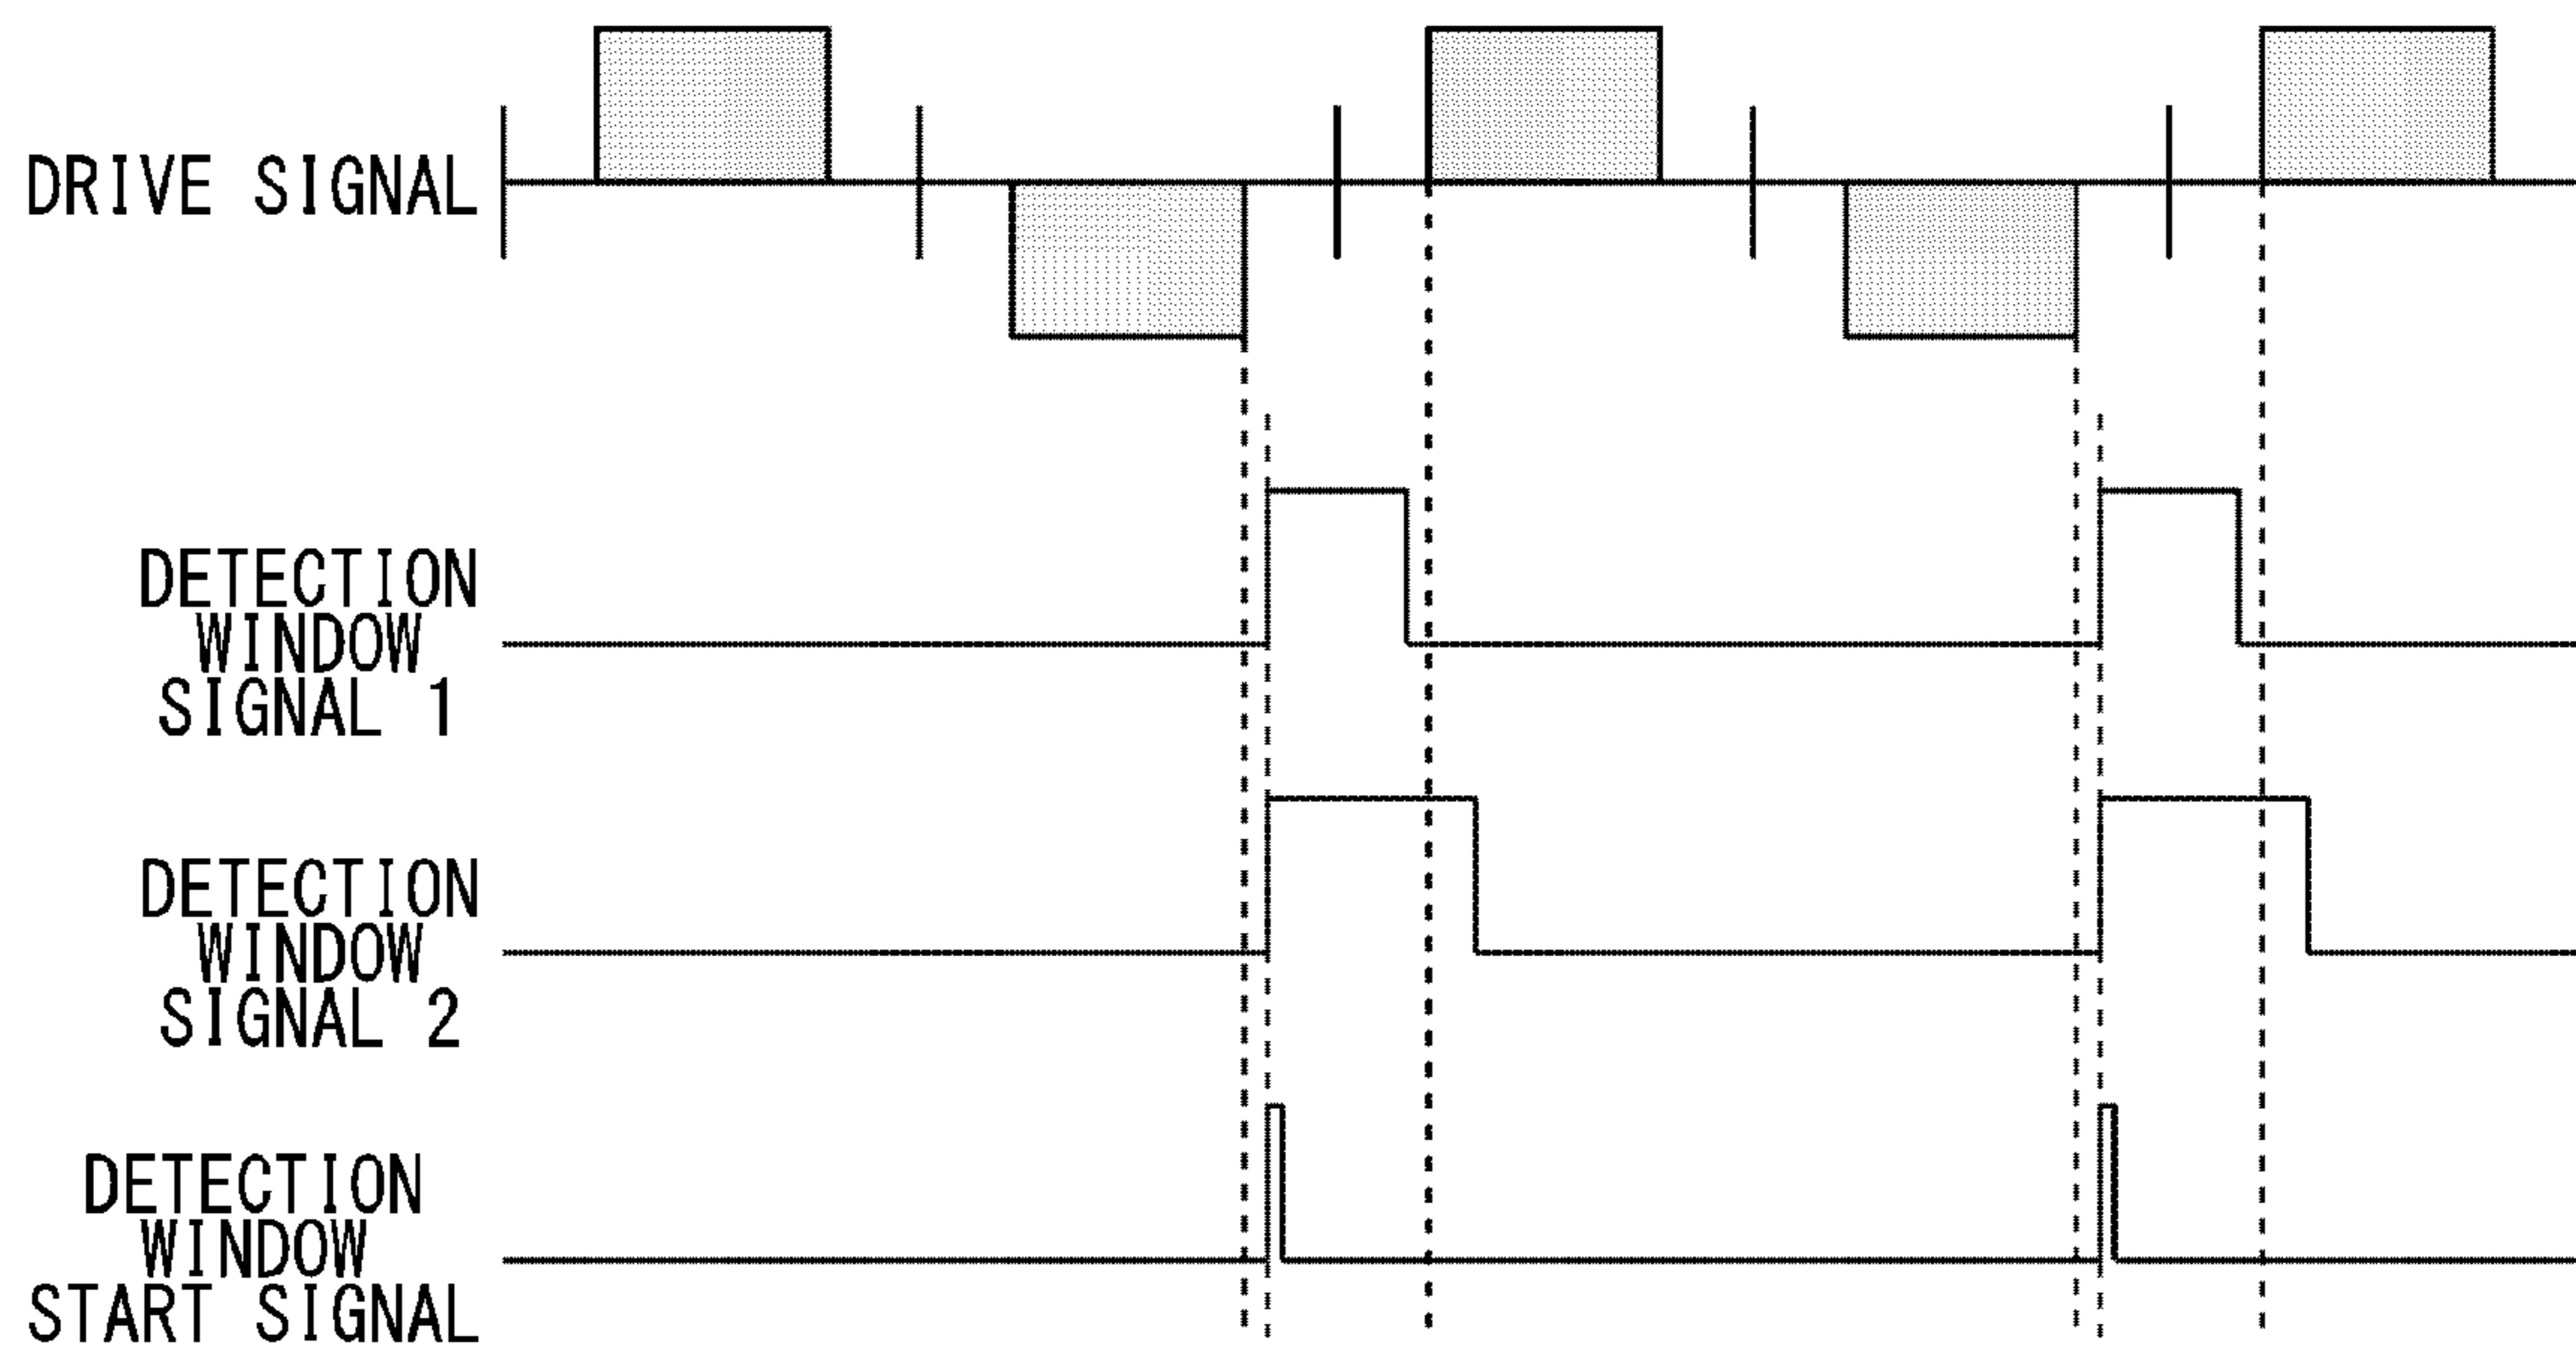 DRIVE SIGNAL
DETECTION
WINDOW
SIGNAL 1
DETECTION
WINDOW
SIGNAL 2
DETECTION
WINDOW
START SIGNAL